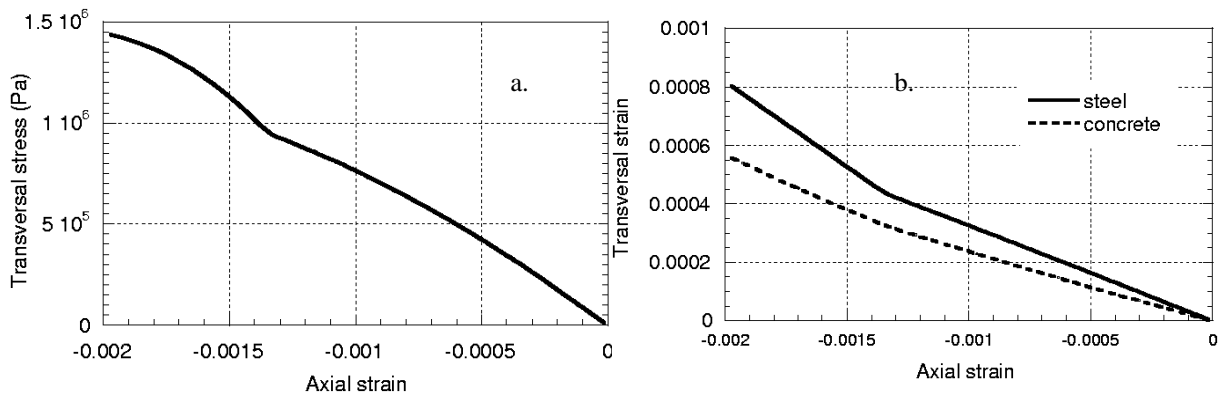 1.5 10⁶
1 10⁶
5 10⁵
0
-0.002
-0.0015
-0.001
-0.0005
0
Transversal stress (Pa)
Axial strain
a.
0.001
0.0008
0.0006
0.0004
0.0002
0
-0.002
-0.0015
-0.001
-0.0005
0
Transversal strain
Axial strain
b.
steel
concrete